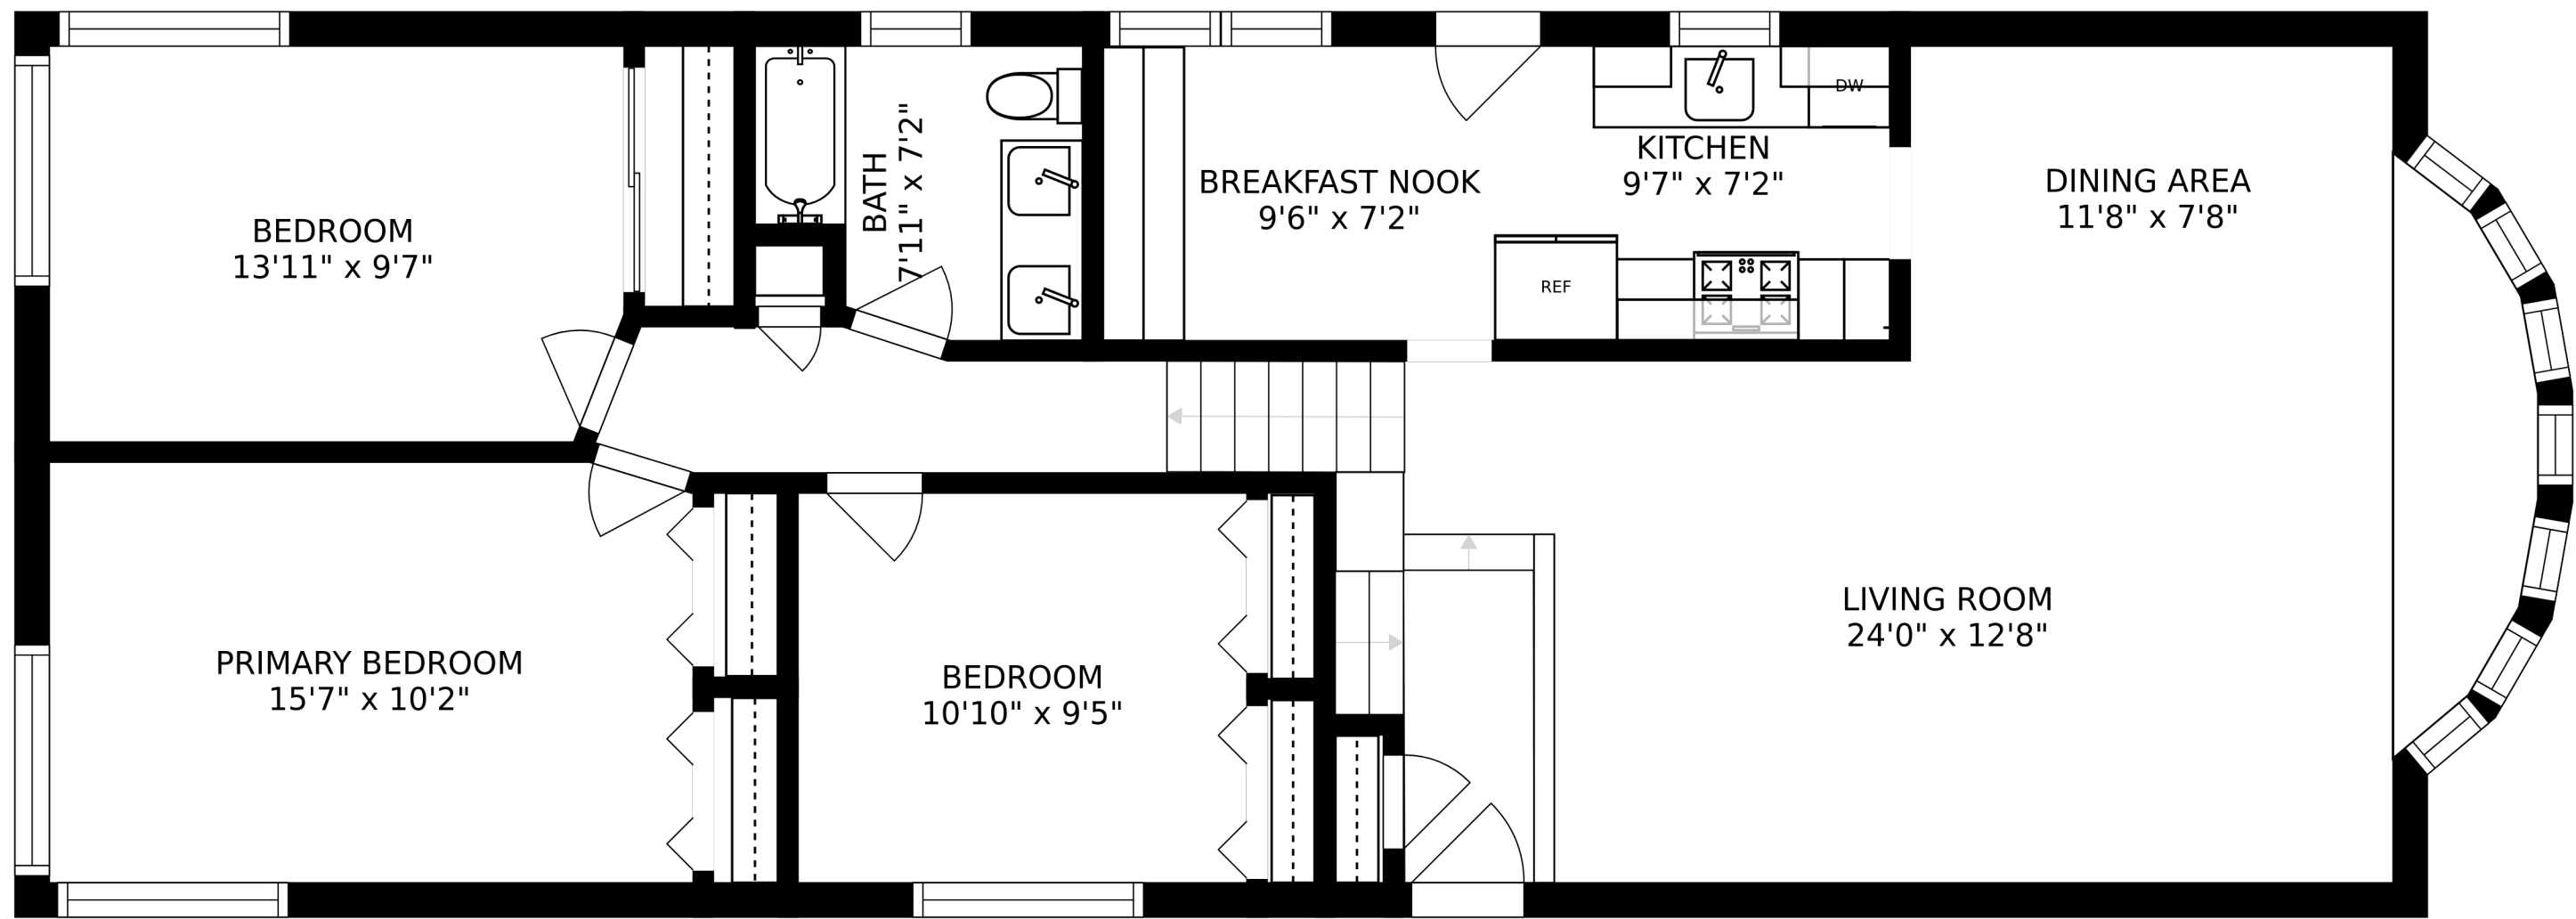 BEDROOM
13'11" x 9'7"
BATH
7'11" x 7'2"
BREAKFAST NOOK
9'6" x 7'2"
KITCHEN
9'7" x 7'2"
DW
REF
DINING AREA
11'8" x 7'8"
PRIMARY BEDROOM
15'7" x 10'2"
BEDROOM
10'10" x 9'5"
LIVING ROOM
24'0" x 12'8"